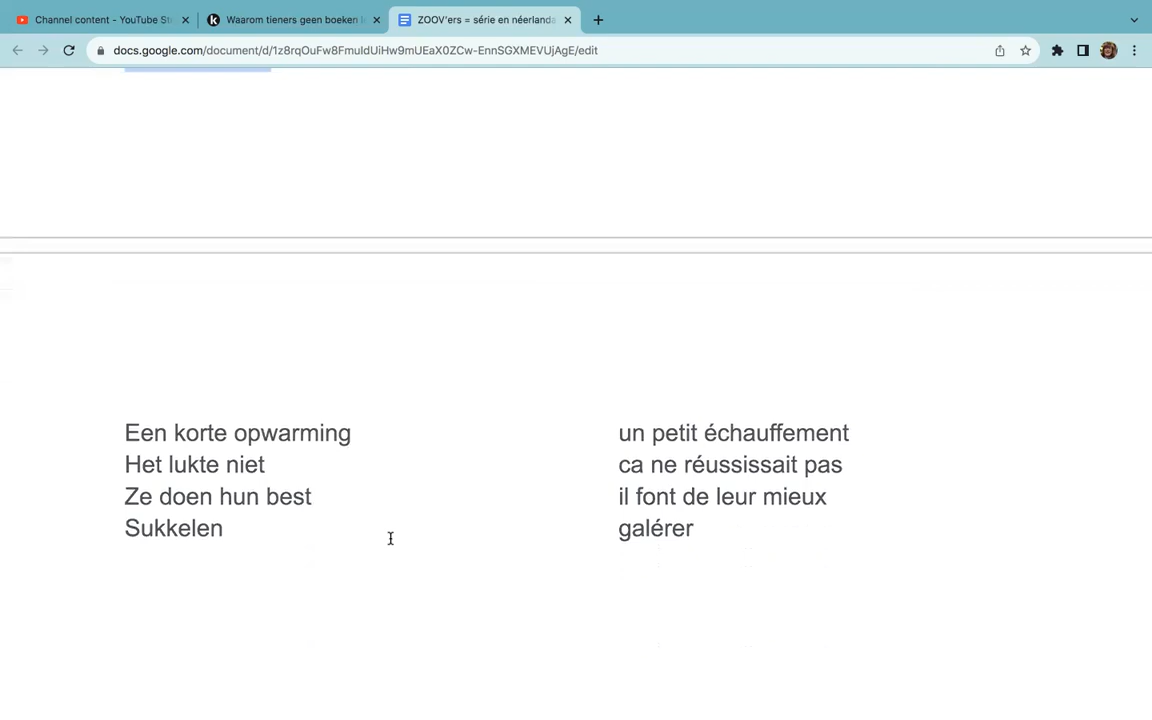 Channel content - YouTube St
Waarom tieners geen boeken l
ZOOV'ers = série en néerlanda
docs.google.com/document/d/1z8rqOuFw8FmuIdUiHw9mUEaX0ZCw-EnnSGXMEVUjAgE/edit
Een korte opwarming un petit échauffement
Het lukte niet ca ne réussissait pas
Ze doen hun best il font de leur mieux
Sukkelen galérer